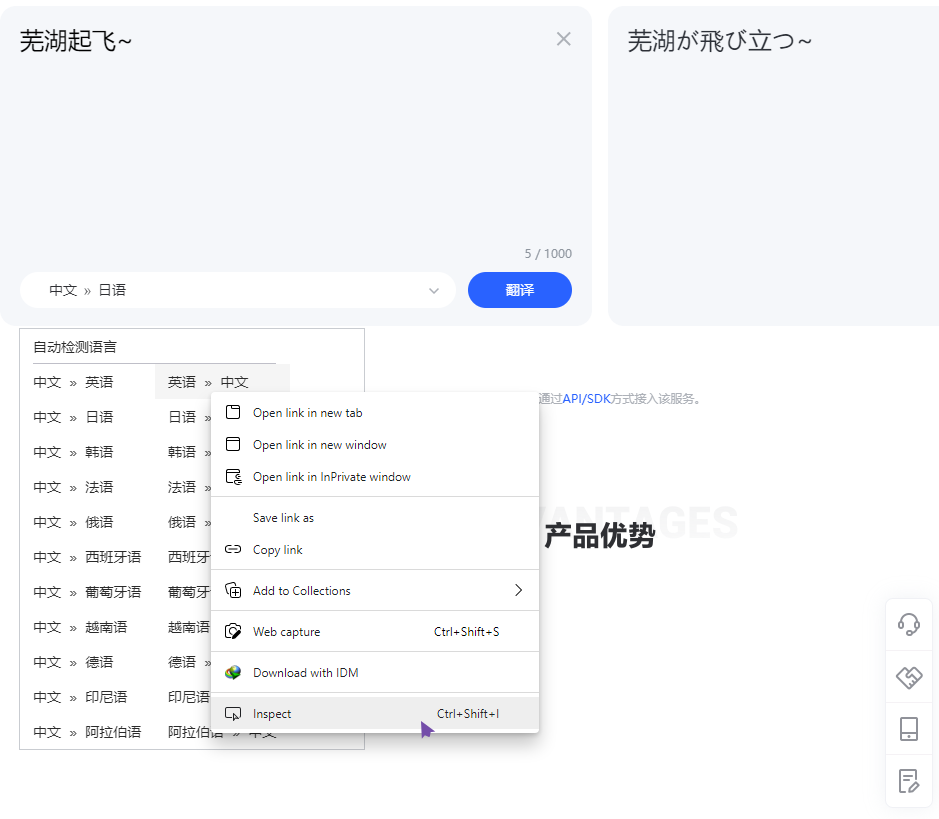 芜湖起飞~
芜湖が飛び立つ~
5 / 1000
中文 » 日语
翻译
自动检测语言
中文 » 英语 英语 » 中文
中文 » 日语 日语 »
中文 » 韩语 韩语 »
中文 » 法语 法语 »
中文 » 俄语 俄语 »
中文 » 西班牙语 西班牙
中文 » 葡萄牙语 葡萄牙
中文 » 越南语 越南语
中文 » 德语 德语 »
中文 » 印尼语 印尼语
中文 » 阿拉伯语 阿拉伯语 » 中文
Open link in new tab
Open link in new window
Open link in InPrivate window
Save link as
Copy link
Add to Collections
Web capture Ctrl+Shift+S
Download with IDM
Inspect Ctrl+Shift+I
通过API/SDK方式接入该服务。
VANTAGES
产品优势